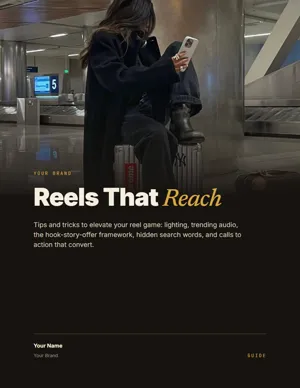 5
YOUR BRAND
Reels That Reach
Tips and tricks to elevate your reel game: lighting, trending audio,
the hook-story-offer framework, hidden search words, and calls to
action that convert.
Your Name
Your Brand
GUIDE